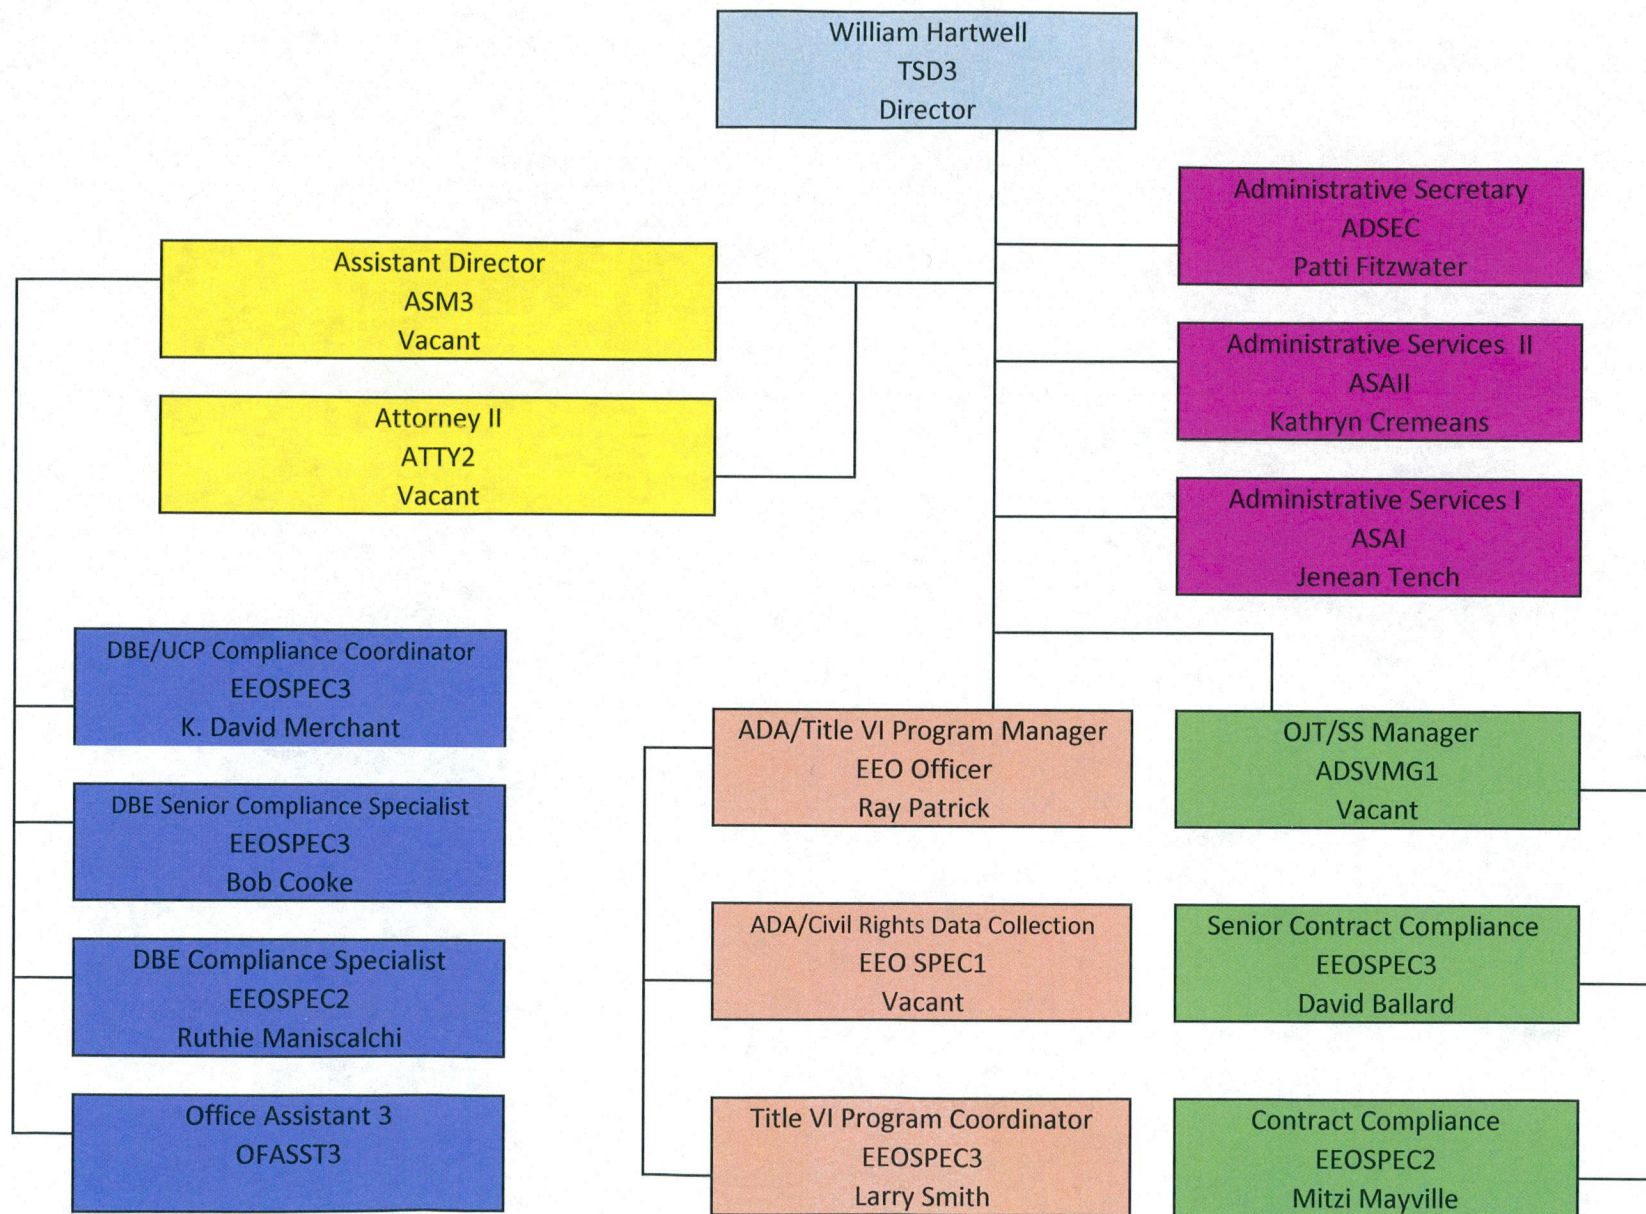 William Hartwell
TSD3
Director
Administrative Secretary
ADSEC
Patti Fitzwater
Assistant Director
ASM3
Vacant
Administrative Services  II
ASAII
Kathryn Cremeans
Attorney II
ATTY2
Vacant
Administrative Services I
ASAI
Jenean Tench
DBE/UCP Compliance Coordinator
EEOSPEC3
K. David Merchant
ADA/Title VI Program Manager
EEO Officer
Ray Patrick
OJT/SS Manager
ADSVMG1
Vacant
DBE Senior Compliance Specialist
EEOSPEC3
Bob Cooke
ADA/Civil Rights Data Collection
EEO SPEC1
Vacant
Senior Contract Compliance
EEOSPEC3
David Ballard
DBE Compliance Specialist
EEOSPEC2
Ruthie Maniscalchi
Office Assistant 3
OFASST3
Title VI Program Coordinator
EEOSPEC3
Larry Smith
Contract Compliance
EEOSPEC2
Mitzi Mayville